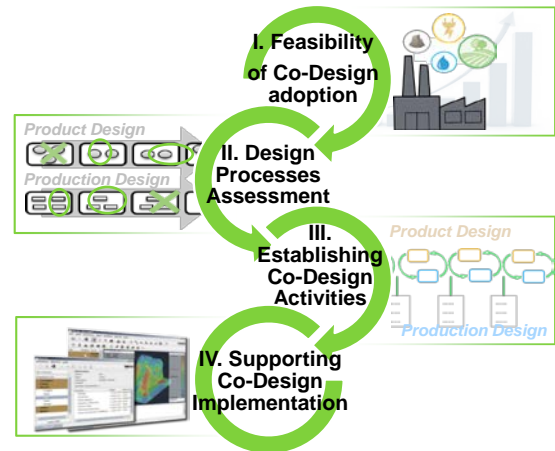 I. Feasibility
of Co-Design
adoption
Product Design
Production Design
II. Design
Processes
Assessment
III.
Establishing
Co-Design
Activities
Product Design
Production Design
IV. Supporting
Co-Design
Implementation